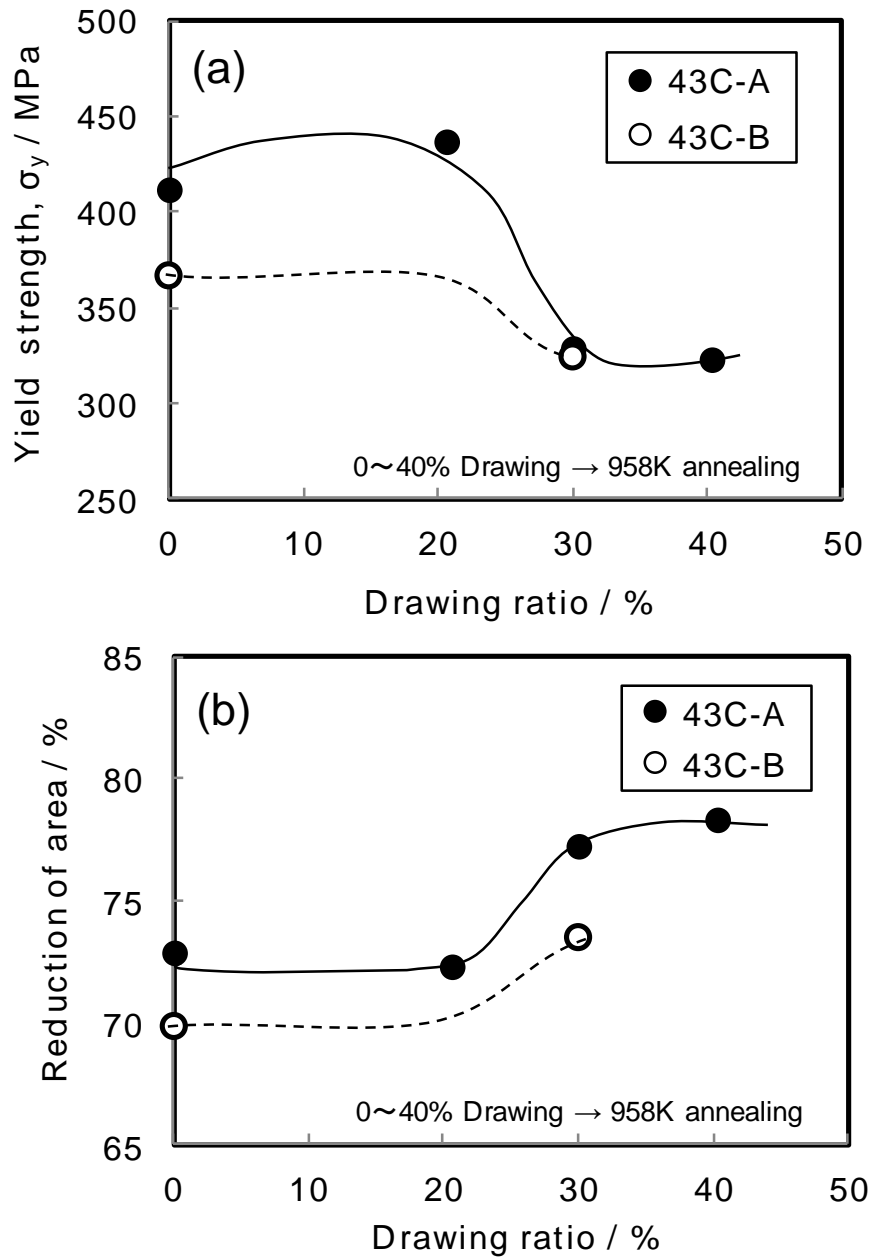 (a)
43C-A
43C-B
Yield strength, σy / MPa
500
450
400
350
300
250
0～40% Drawing → 958K annealing
0 10 20 30 40 50
Drawing ratio / %
(b)
43C-A
43C-B
Reduction of area / %
85
80
75
70
65
0～40% Drawing → 958K annealing
0 10 20 30 40 50
Drawing ratio / %